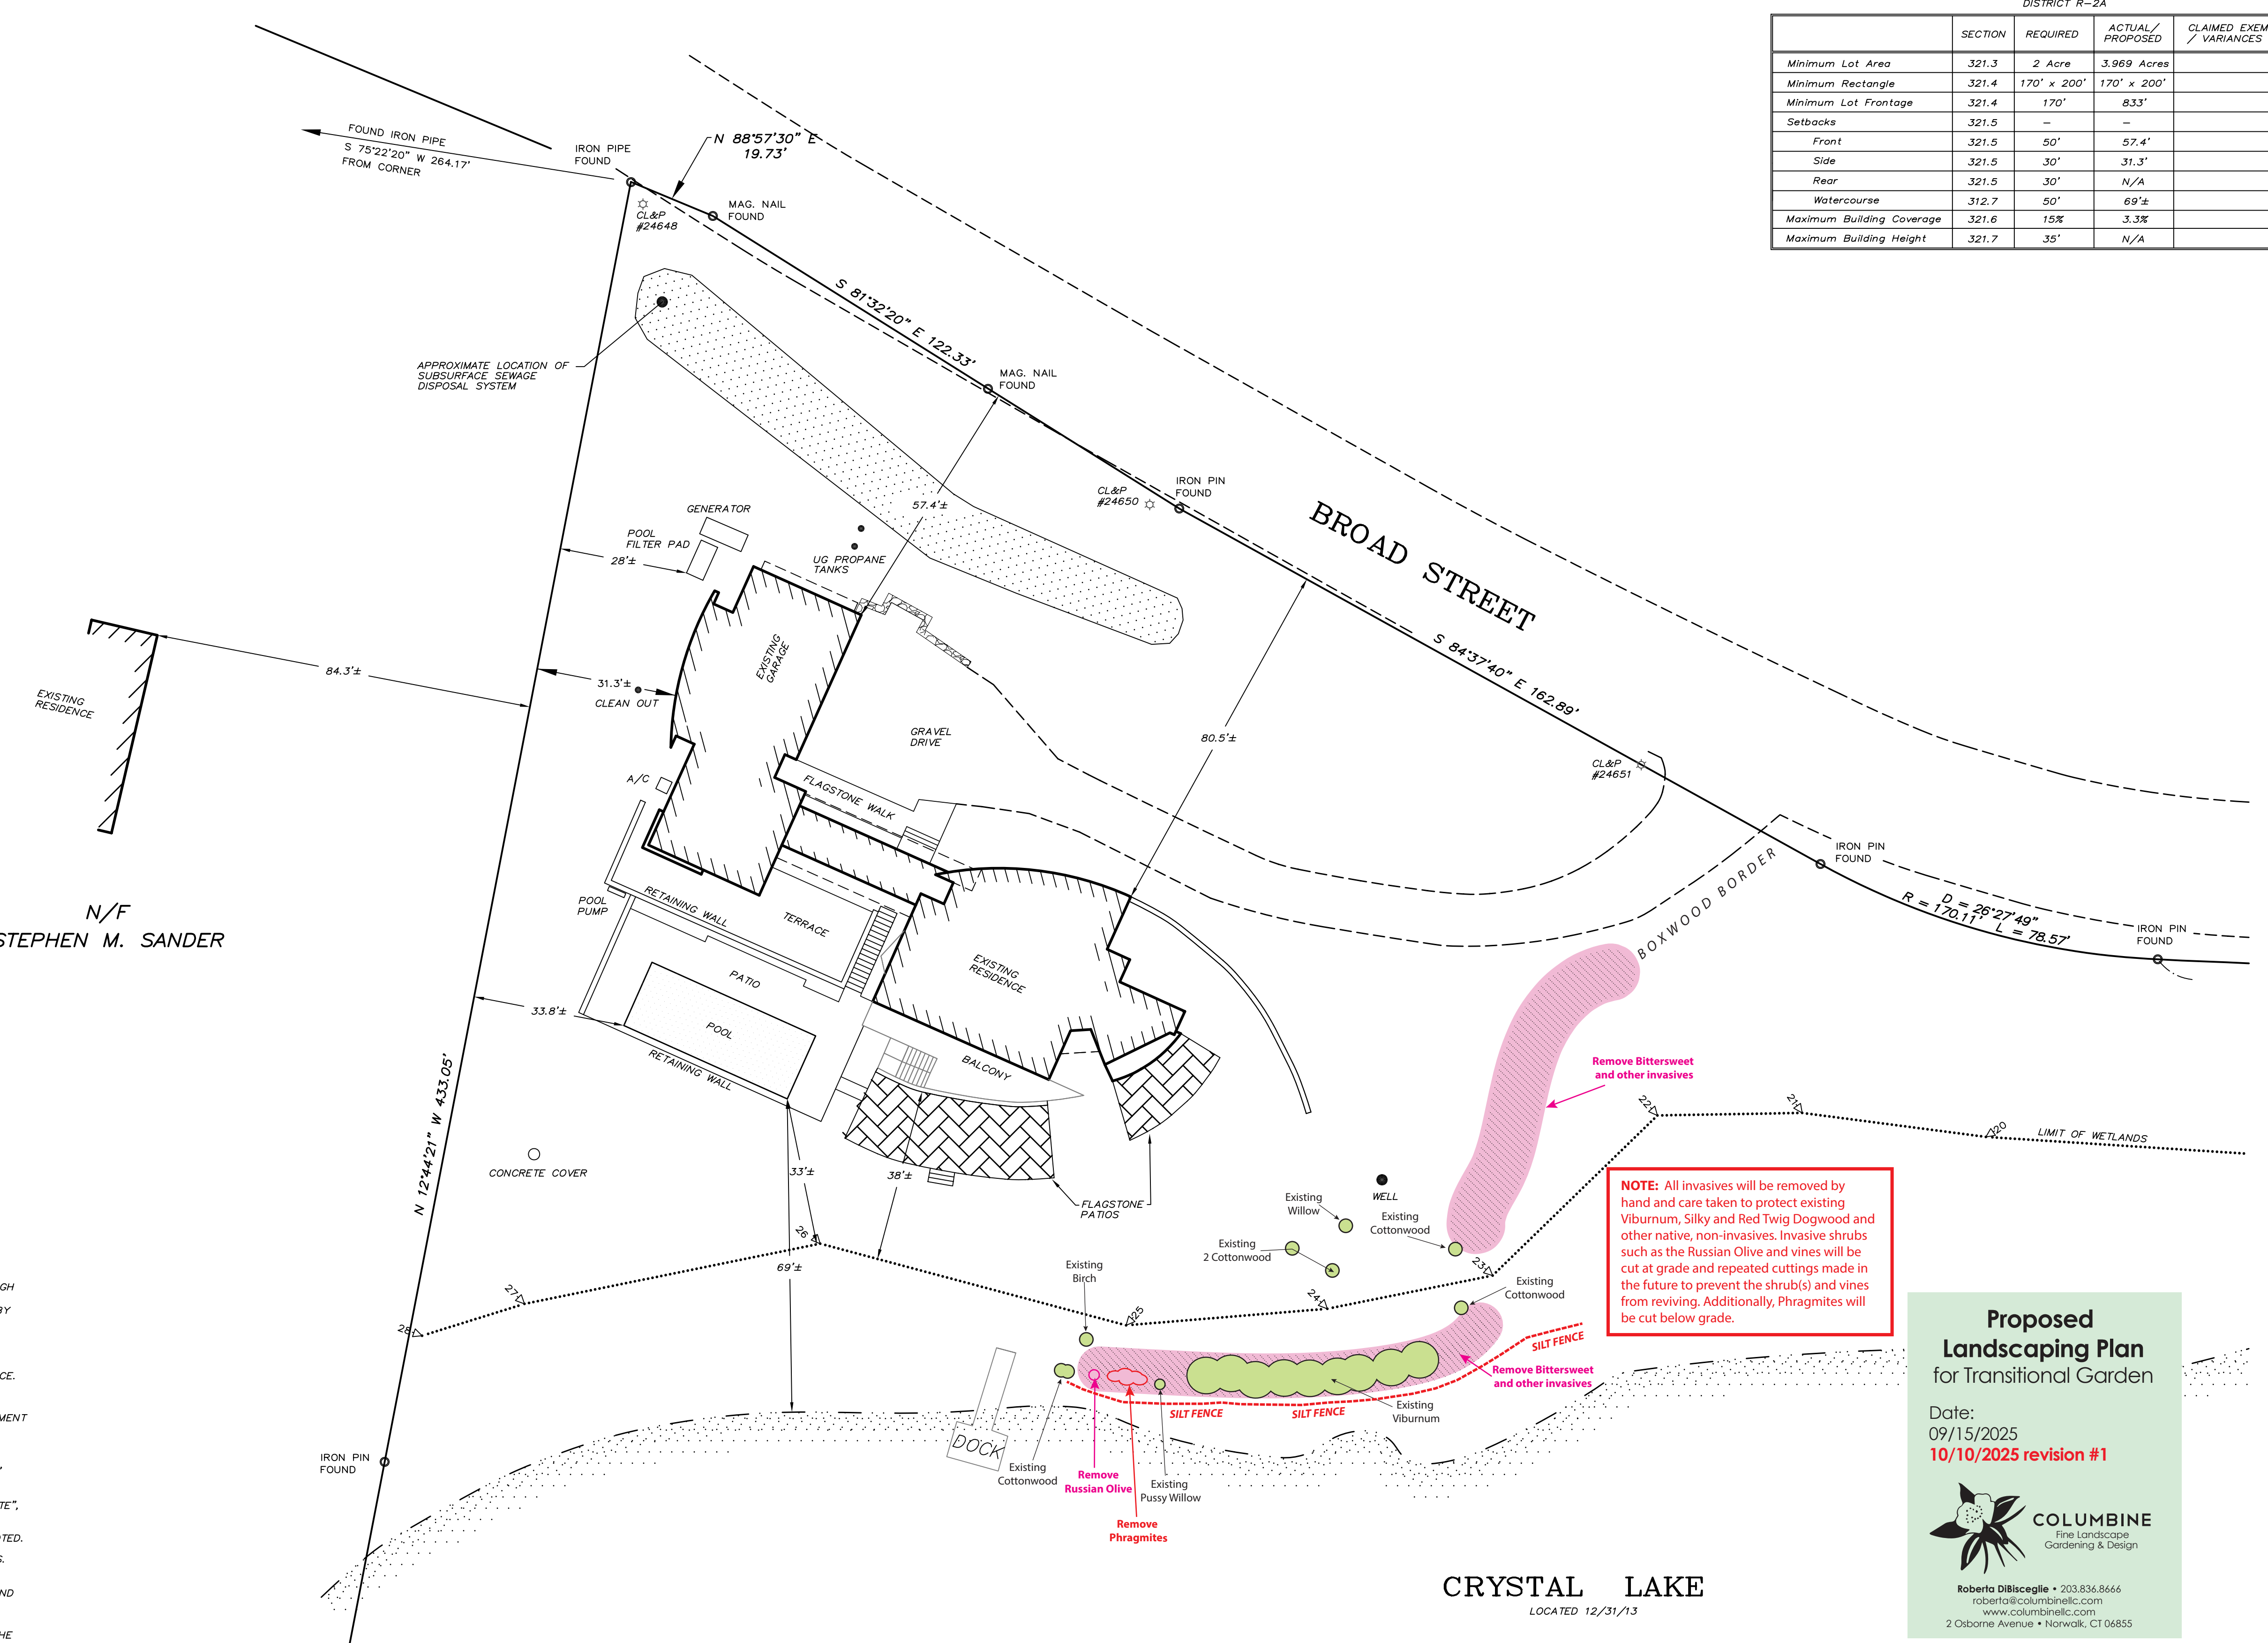 DISTRICT R-2A
SECTION REQUIRED ACTUAL/ PROPOSED CLAIMED EXEM / VARIANCES
Minimum Lot Area 321.3 2 Acre 3.969 Acres
Minimum Rectangle 321.4 170' x 200' 170' x 200'
Minimum Lot Frontage 321.4 170' 833'
Setbacks 321.5 – –
Front 321.5 50' 57.4'
Side 321.5 30' 31.3'
Rear 321.5 30' N/A
Watercourse 312.7 50' 69'±
Maximum Building Coverage 321.6 15% 3.3%
Maximum Building Height 321.7 35' N/A
FOUND IRON PIPE
S 75°22'20" W 264.17'
FROM CORNER
IRON PIPE
FOUND
N 88°57'30" E
19.73'
CL&P
#24648
MAG. NAIL
FOUND
S 81°32'20" E 122.33'
APPROXIMATE LOCATION OF
SUBSURFACE SEWAGE
DISPOSAL SYSTEM
MAG. NAIL
FOUND
57.4'±
CL&P
#24650
IRON PIN
FOUND
BROAD STREET
S 84°37'40" E 162.89'
GENERATOR
POOL
FILTER PAD
28'±
UG PROPANE
TANKS
EXISTING
GARAGE
84.3'±
31.3'±
CLEAN OUT
EXISTING
RESIDENCE
GRAVEL
DRIVE
80.5'±
CL&P
#24651
A/C
FLAGSTONE WALK
IRON PIN
FOUND
BOXWOOD BORDER
D = 26°27'49"
R = 170.11'
L = 78.57'
IRON PIN
FOUND
N/F
STEPHEN M. SANDER
POOL
PUMP
RETAINING WALL
TERRACE
PATIO
POOL
RETAINING WALL
33.8'±
EXISTING
RESIDENCE
BALCONY
N 12°44'21" W 433.05'
Remove Bittersweet
and other invasives
22
21
20
LIMIT OF WETLANDS
CONCRETE COVER
33'±
38'±
FLAGSTONE
PATIOS
WELL
Existing
Willow
Existing
Cottonwood
Existing
2 Cottonwood
NOTE: All invasives will be removed by
hand and care taken to protect existing
Viburnum, Silky and Red Twig Dogwood and
other native, non-invasives. Invasive shrubs
such as the Russian Olive and vines will be
cut at grade and repeated cuttings made in
the future to prevent the shrub(s) and vines
from reviving. Additionally, Phragmites will
be cut below grade.
26
69'±
27
28
25
24
23
Existing
Birch
Existing
Cottonwood
SILT FENCE
Remove Bittersweet
and other invasives
SILT FENCE
SILT FENCE
Existing
Viburnum
DOCK
Existing
Cottonwood
Remove
Russian Olive
Existing
Pussy Willow
Remove
Phragmites
IRON PIN
FOUND
GH
BY
CE.
MENT
TE",
OTED.
S.
ND
HE
CRYSTAL LAKE
LOCATED 12/31/13
Proposed
Landscaping Plan
for Transitional Garden
Date:
09/15/2025
10/10/2025 revision #1
COLUMBINE
Fine Landscape
Gardening & Design
Roberta DiBisceglie • 203.836.8666
roberta@columbinellc.com
www.columbinellc.com
2 Osborne Avenue • Norwalk, CT 06855